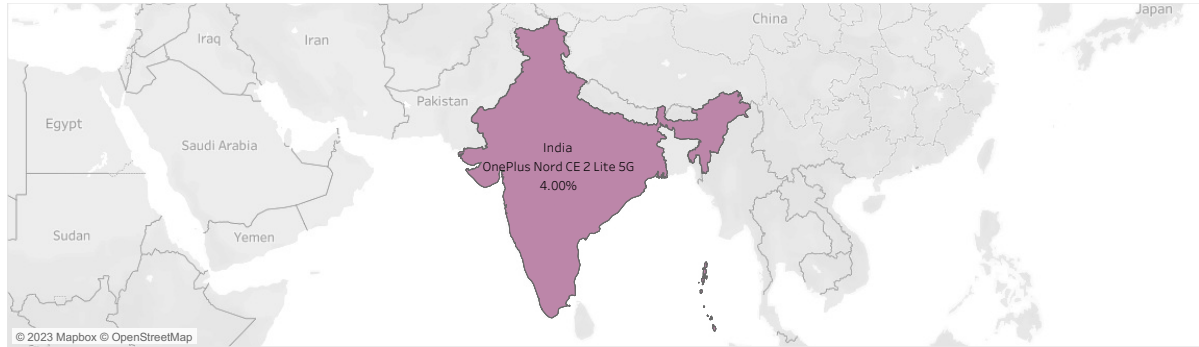 Japan
China
Iraq
Iran
Pakistan
Egypt
Saudi Arabia
India
OnePlus Nord CE 2 Lite 5G
4.00%
Sudan
Yemen
© 2023 Mapbox © OpenStreetMap